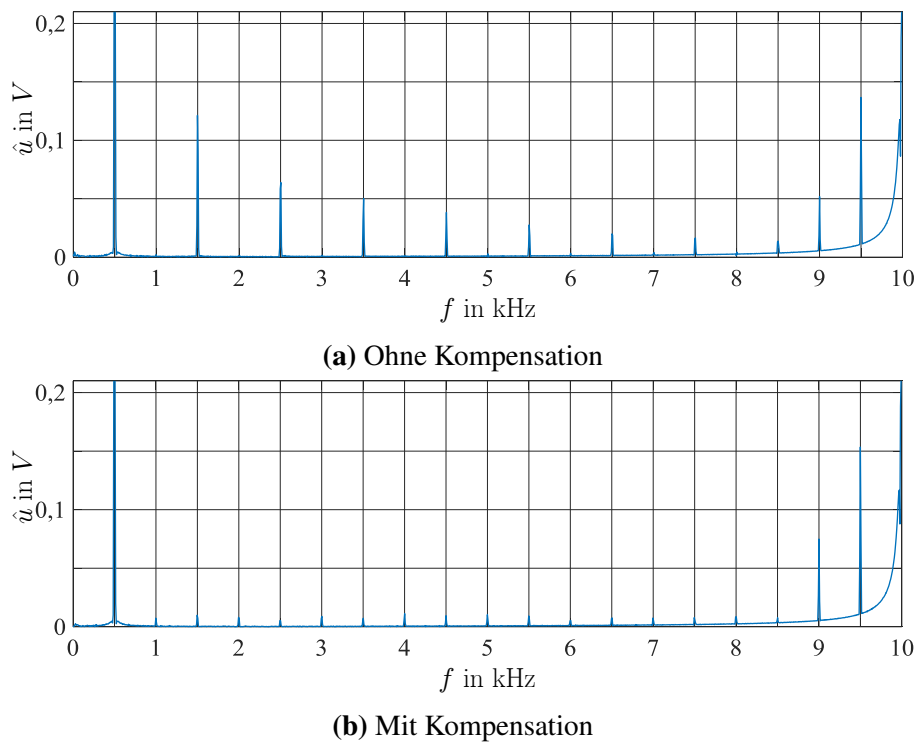 0,2
0,1
0
û in V
0 1 2 3 4 5 6 7 8 9 10
f in kHz
(a) Ohne Kompensation
0,2
0,1
0
û in V
0 1 2 3 4 5 6 7 8 9 10
f in kHz
(b) Mit Kompensation